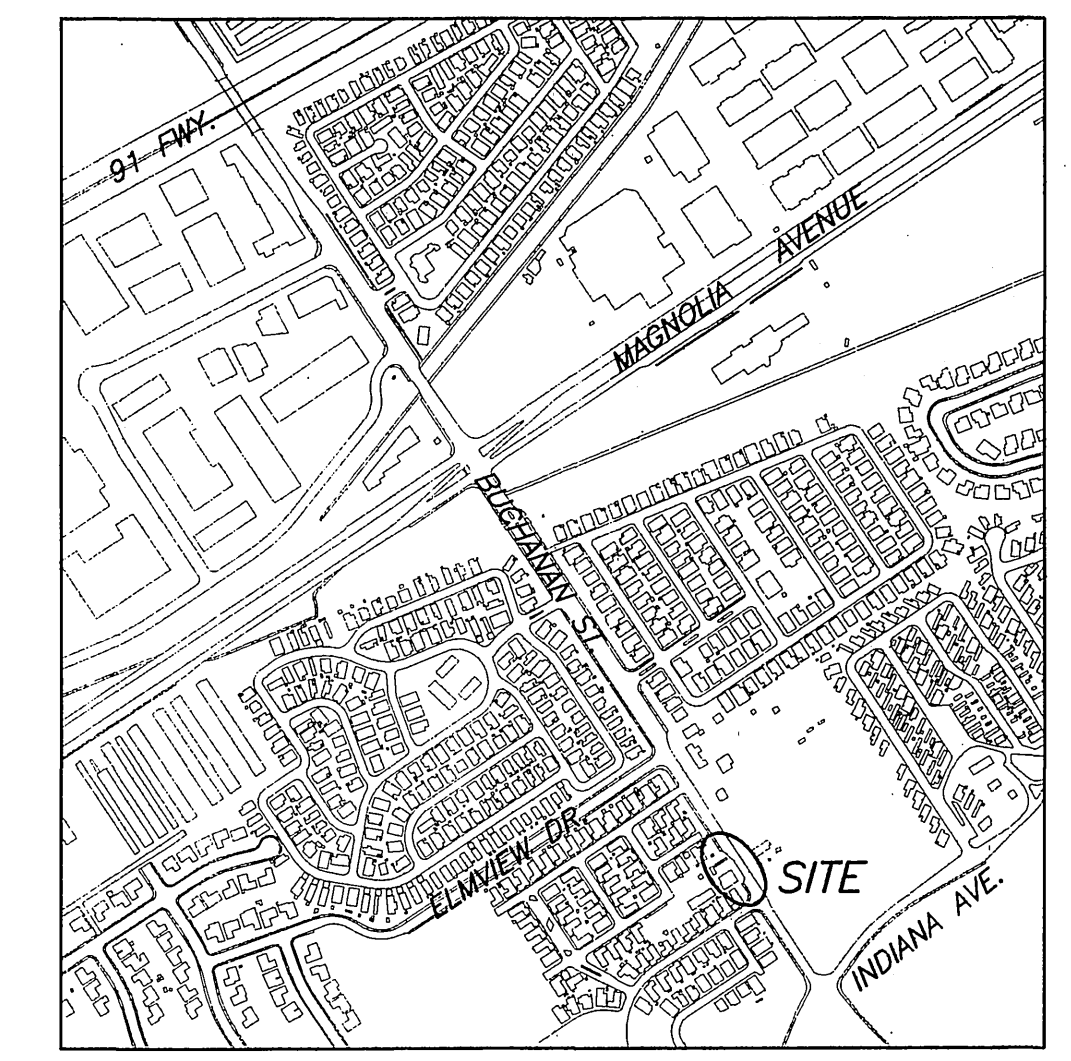 91 FWY.
MAGNOLIA AVENUE
BUCHANAN ST.
ELMVIEW DR.
SITE
INDIANA AVE.